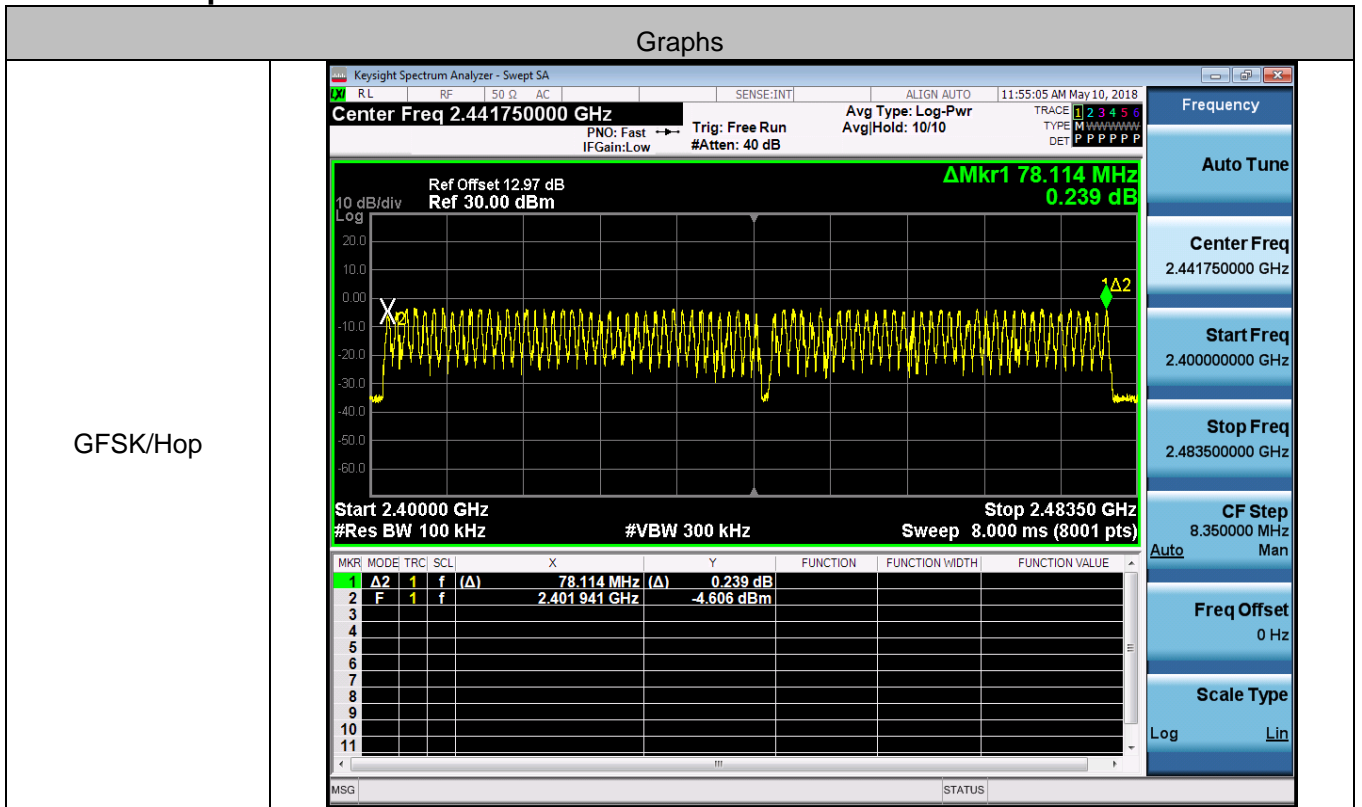 Graphs
GFSK/Hop
Keysight Spectrum Analyzer - Swept SA
LXI RL RF 50 Ω AC SENSE:INT ALIGN AUTO 11:55:05 AM May 10, 2018
Center Freq 2.441750000 GHz
PNO: Fast
IFGain:Low
Trig: Free Run
#Atten: 40 dB
Avg Type: Log-Pwr
Avg|Hold: 10/10
TRACE 1 2 3 4 5 6
TYPE M W W W W W
DET P P P P P P
Frequency
Auto Tune
Center Freq
2.441750000 GHz
Start Freq
2.400000000 GHz
Stop Freq
2.483500000 GHz
CF Step
8.350000 MHz
Auto Man
Freq Offset
0 Hz
Scale Type
Log Lin
ΔMkr1 78.114 MHz
0.239 dB
Ref Offset 12.97 dB
10 dB/div Ref 30.00 dBm
Log
20.0
10.0
0.00
-10.0
-20.0
-30.0
-40.0
-50.0
-60.0
1Δ2
2
Start 2.40000 GHz Stop 2.48350 GHz
#Res BW 100 kHz #VBW 300 kHz Sweep 8.000 ms (8001 pts)
MKR MODE TRC SCL X Y FUNCTION FUNCTION WIDTH FUNCTION VALUE
1 Δ2 1 f (Δ) 78.114 MHz (Δ) 0.239 dB
2 F 1 f 2.401 941 GHz -4.606 dBm
3
4
5
6
7
8
9
10
11
MSG STATUS